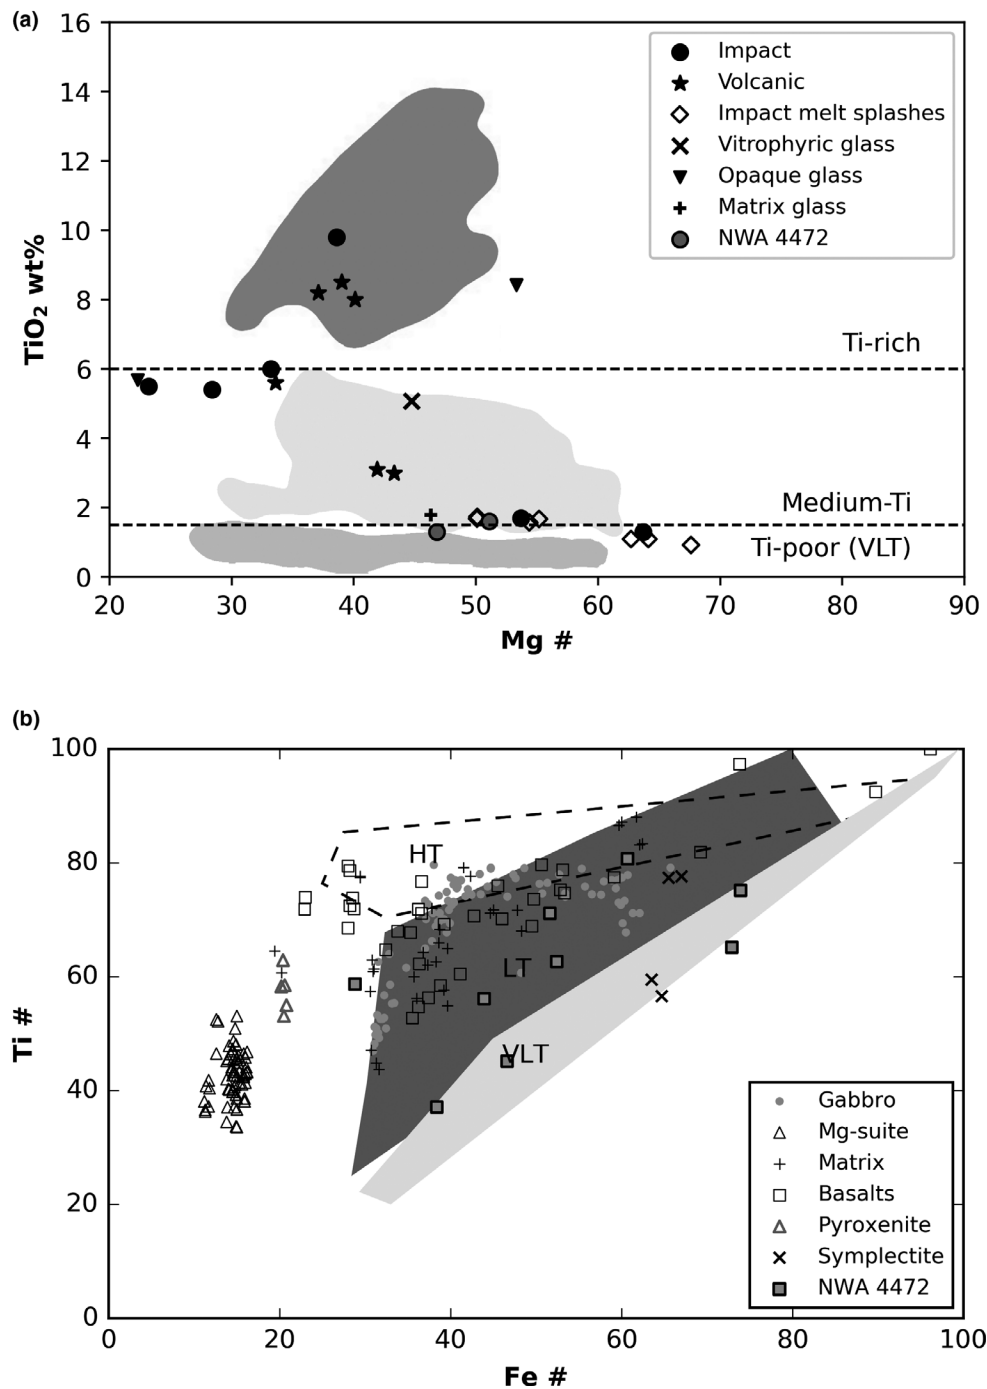 (a)
16
14
12
10
8
6
4
2
0
TiO2 wt%
Impact
Volcanic
Impact melt splashes
Vitrophyric glass
Opaque glass
Matrix glass
NWA 4472
Ti-rich
Medium-Ti
Ti-poor (VLT)
20 30 40 50 60 70 80 90
Mg #
(b)
100
80
60
40
20
0
Ti #
HT
LT
VLT
Gabbro
Mg-suite
Matrix
Basalts
Pyroxenite
Symplectite
NWA 4472
0 20 40 60 80 100
Fe #